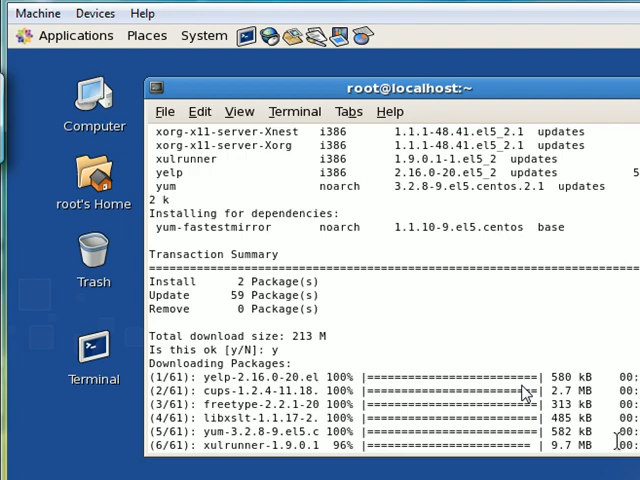 Machine Devices Help
Applications Places System
root@localhost:~
File Edit View Terminal Tabs Help
Computer
root's Home
Trash
Terminal
xorg-x11-server-Xnest i386 1.1.1-48.41.el5_2.1 updates
xorg-x11-server-Xorg i386 1.1.1-48.41.el5_2.1 updates
xulrunner i386 1.9.0.1-1.el5_2 updates
yelp i386 2.16.0-20.el5_2 updates 5
yum noarch 3.2.8-9.el5.centos.2.1 updates
2 k
Installing for dependencies:
yum-fastestmirror noarch 1.1.10-9.el5.centos base
Transaction Summary
=============================================================
Install 2 Package(s)
Update 59 Package(s)
Remove 0 Package(s)
Total download size: 213 M
Is this ok [y/N]: y
Downloading Packages:
(1/61): yelp-2.16.0-20.el 100% |=========================| 580 kB 00:
(2/61): cups-1.2.4-11.18. 100% |=========================| 2.7 MB 00:
(3/61): freetype-2.2.1-20 100% |=========================| 313 kB 00:
(4/61): libxslt-1.1.17-2. 100% |=========================| 485 kB 00:
(5/61): yum-3.2.8-9.el5.c 100% |=========================| 582 kB 00:
(6/61): xulrunner-1.9.0.1 96% |======================== | 9.7 MB 00: